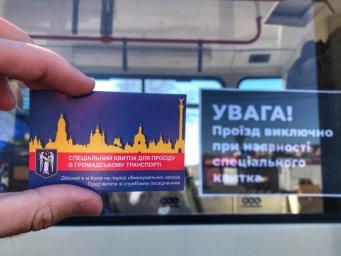 СПЕЦІАЛЬНИЙ КВИТОК ДЛЯ ПРОЇЗДУ
В ГРОМАДСЬКОМУ ТРАНСПОРТІ
Дійсний в м.Києві на період обмежувальних заходів
Пред'являти зі службовим посвідченням
УВАГА!
Проїзд виключно
при наявності
спеціального
квитка